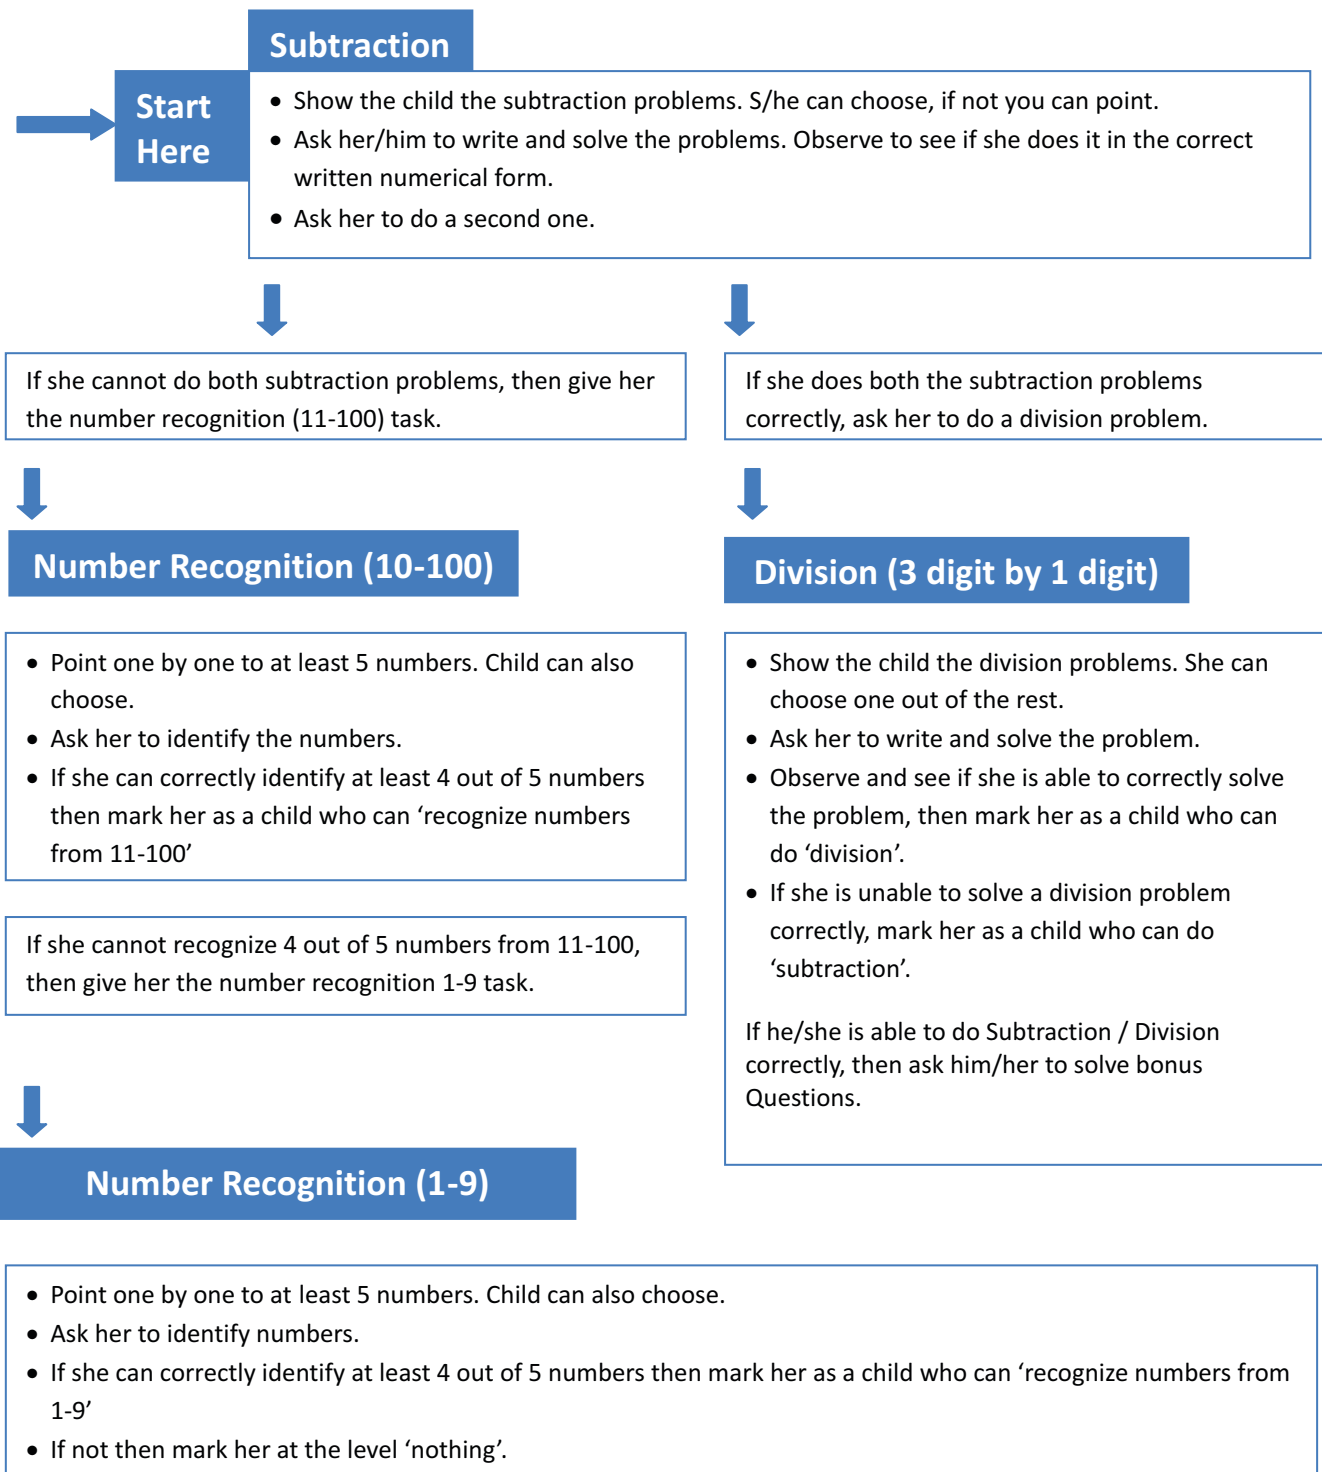 Subtraction
Start
Here
• Show the child the subtraction problems. S/he can choose, if not you can point.
• Ask her/him to write and solve the problems. Observe to see if she does it in the correct
written numerical form.
• Ask her to do a second one.
If she cannot do both subtraction problems, then give her
the number recognition (11-100) task.
If she does both the subtraction problems
correctly, ask her to do a division problem.
Number Recognition (10-100)
• Point one by one to at least 5 numbers. Child can also
choose.
• Ask her to identify the numbers.
• If she can correctly identify at least 4 out of 5 numbers
then mark her as a child who can ‘recognize numbers
from 11-100’
If she cannot recognize 4 out of 5 numbers from 11-100,
then give her the number recognition 1-9 task.
Division (3 digit by 1 digit)
• Show the child the division problems. She can
choose one out of the rest.
• Ask her to write and solve the problem.
• Observe and see if she is able to correctly solve
the problem, then mark her as a child who can
do ‘division’.
• If she is unable to solve a division problem
correctly, mark her as a child who can do
‘subtraction’.
If he/she is able to do Subtraction / Division
correctly, then ask him/her to solve bonus
Questions.
Number Recognition (1-9)
• Point one by one to at least 5 numbers. Child can also choose.
• Ask her to identify numbers.
• If she can correctly identify at least 4 out of 5 numbers then mark her as a child who can ‘recognize numbers from
1-9’
• If not then mark her at the level ‘nothing’.